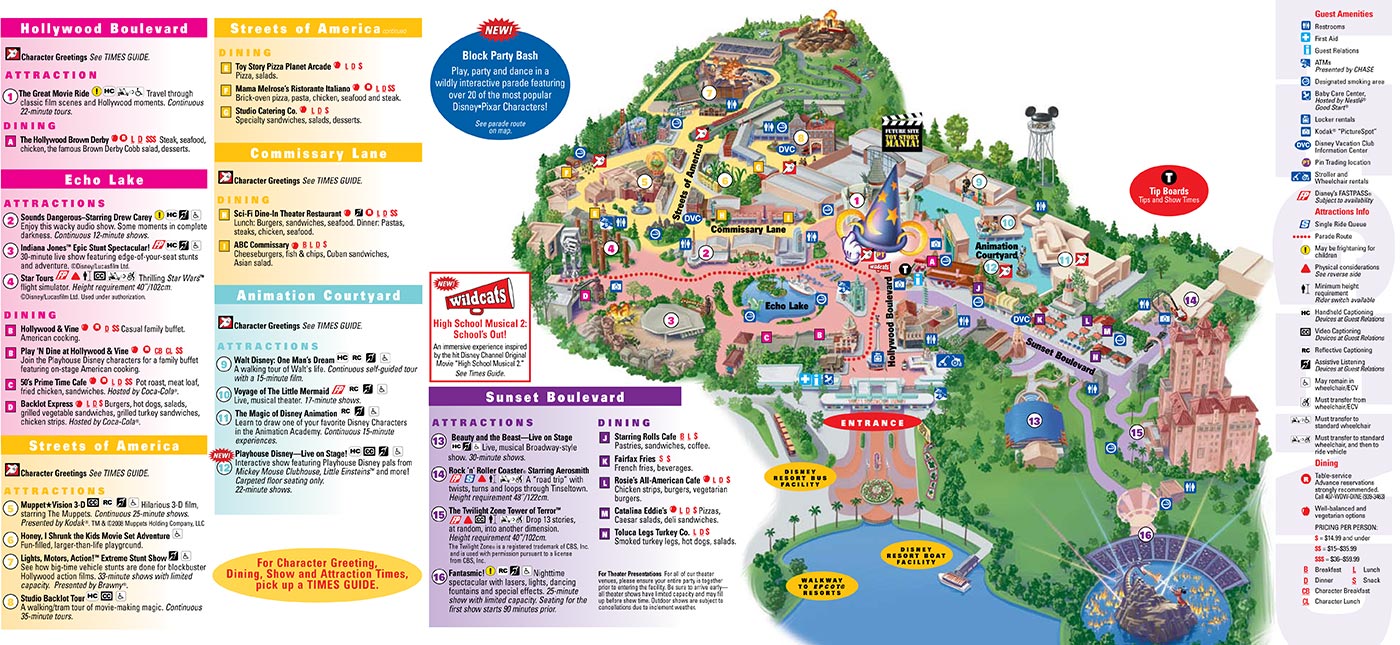 Hollywood Boulevard
Character Greetings See TIMES GUIDE.
ATTRACTION
1 The Great Movie Ride HC Travel through
classic film scenes and Hollywood moments. Continuous
22-minute tours.
DINING
A The Hollywood Brown Derby L D SSS Steak, seafood,
chicken, the famous Brown Derby Cobb salad, desserts.
Echo Lake
ATTRACTIONS
2 Sounds Dangerous–Starring Drew Carey HC
Enjoy this wacky audio show. Some moments in complete
darkness. Continuous 12-minute shows.
3 Indiana Jones™ Epic Stunt Spectacular! FP HC
30-minute live show featuring edge-of-your-seat stunts
and adventure. ©Disney/Lucasfilm Ltd.
4 Star Tours FP CC Thrilling Star Wars™
flight simulator. Height requirement 40"/102cm.
©Disney/Lucasfilm Ltd. Used under authorization.
DINING
Hollywood & Vine D SS Casual family buffet.
American cooking.
B Play 'N Dine at Hollywood & Vine CB CL SS
Join the Playhouse Disney characters for a family buffet
featuring on-stage American cooking.
C 50's Prime Time Cafe L D SS Pot roast, meat loaf,
fried chicken, sandwiches. Hosted by Coca-Cola®.
D Backlot Express L D S Burgers, hot dogs, salads,
grilled vegetable sandwiches, grilled turkey sandwiches,
chicken strips. Hosted by Coca-Cola®.
Streets of America
Character Greetings See TIMES GUIDE.
ATTRACTIONS
5 Muppet★Vision 3-D CC RC Hilarious 3-D film,
starring The Muppets. Continuous 25-minute shows.
Presented by Kodak®. TM & ©2008 Muppets Holding Company, LLC
6 Honey, I Shrunk the Kids Movie Set Adventure
Fun-filled, larger-than-life playground.
7 Lights, Motors, Action!™ Extreme Stunt Show
See how big-time vehicle stunts are done for blockbuster
Hollywood action films. 33-minute shows with limited
capacity. Presented by Brawny®.
8 Studio Backlot Tour HC CC
A walking/tram tour of movie-making magic. Continuous
35-minute tours.
Streets of America continued
DINING
E Toy Story Pizza Planet Arcade L D S
Pizza, salads.
F Mama Melrose's Ristorante Italiano L D SS
Brick-oven pizza, pasta, chicken, seafood and steak.
G Studio Catering Co. L D S
Specialty sandwiches, salads, desserts.
Commissary Lane
Character Greetings See TIMES GUIDE.
DINING
H Sci-Fi Dine-In Theater Restaurant L D SS
Lunch: Burgers, sandwiches, seafood. Dinner: Pastas,
steaks, chicken, seafood.
I ABC Commissary B L D S
Cheeseburgers, fish & chips, Cuban sandwiches,
Asian salad.
Animation Courtyard
Character Greetings See TIMES GUIDE.
ATTRACTIONS
9 Walt Disney: One Man's Dream HC RC
A walking tour of Walt's life. Continuous self-guided tour
with a 15-minute film.
10 Voyage of The Little Mermaid FP RC
Live, musical theater. 17-minute shows.
11 The Magic of Disney Animation RC
Learn to draw one of your favorite Disney Characters
in the Animation Academy. Continuous 15-minute
experiences.
NEW!
12 Playhouse Disney–Live on Stage! HC CC
Interactive show featuring Playhouse Disney pals from
Mickey Mouse Clubhouse, Little Einsteins™ and more!
Carpeted floor seating only.
22-minute shows.
For Character Greeting,
Dining, Show and Attraction Times,
pick up a TIMES GUIDE.
NEW!
Block Party Bash
Play, party and dance in a
wildly interactive parade featuring
over 20 of the most popular
Disney•Pixar Characters!
See parade route
on map.
NEW!
wildcats
High School Musical 2:
School's Out!
An immersive experience inspired
by the hit Disney Channel Original
Movie "High School Musical 2."
See Times Guide.
Sunset Boulevard
ATTRACTIONS
13 Beauty and the Beast–Live on Stage
HC Live, musical Broadway-style
show. 30-minute shows.
14 Rock 'n' Roller Coaster® Starring Aerosmith
FP S A "road trip" with
twists, turns and loops through Tinseltown.
Height requirement 48"/122cm.
15 The Twilight Zone Tower of Terror™
FP CC Drop 13 stories,
at random, into another dimension.
Height requirement 40"/102cm.
The Twilight Zone® is a registered trademark of CBS, Inc.
and is used with permission pursuant to a license
from CBS, Inc.
16 Fantasmic! RC Nighttime
spectacular with lasers, lights, dancing
fountains and special effects. 25-minute
show with limited capacity. Seating for the
first show starts 90 minutes prior.
DINING
J Starring Rolls Cafe B L S
Pastries, sandwiches, coffee.
K Fairfax Fries S S
French fries, beverages.
L Rosie's All-American Cafe L D S
Chicken strips, burgers, vegetarian
burgers.
M Catalina Eddie's L D S Pizzas,
Caesar salads, deli sandwiches.
N Toluca Legs Turkey Co. L D S
Smoked turkey legs, hot dogs, salads.
For Theater Presentations For all of our theater
venues, please ensure your entire party is together
prior to entering the facility. Be sure to arrive early—
all theater shows have limited capacity and may fill
up before show time. Outdoor shows are subject to
cancellations due to inclement weather.
FUTURE SITE
TOY STORY
MANIA!
T
Tip Boards
Tips and Show Times
Streets of America
Commissary Lane
Animation
Courtyard
Echo Lake
wildcats
Hollywood Boulevard
Sunset Boulevard
ENTRANCE
DISNEY
RESORT BUS
FACILITY
DISNEY
RESORT BOAT
FACILITY
WALKWAY
TO EPCOT®
RESORTS
Guest Amenities
Restrooms
First Aid
Guest Relations
ATMs
Presented by CHASE
Designated smoking area
Baby Care Center,
Hosted by Nestlé®
Good Start®
Locker rentals
Kodak® "PictureSpot"
DVC Disney Vacation Club
Information Center
Pin Trading location
Stroller and
Wheelchair rentals
FP Disney's FASTPASS®
Subject to availability
Attractions Info
S Single Ride Queue
Parade Route
May be frightening for
children
Physical considerations
See reverse side
Minimum height
requirement
Rider switch available
HC Handheld Captioning
Devices at Guest Relations
CC Video Captioning
Devices at Guest Relations
RC Reflective Captioning
Assistive Listening
Devices at Guest Relations
May remain in
wheelchair/ECV
Must transfer from
wheelchair/ECV
Must transfer to
standard wheelchair
Must transfer to standard
wheelchair, and then to
ride vehicle
Dining
Table service
Advance reservations
strongly recommended.
Call 407-WDW-DINE (939-3463)
Well-balanced and
vegetarian options
PRICING PER PERSON:
$ = $14.99 and under
$$ = $15–$35.99
$$$ = $36–$59.99
B Breakfast L Lunch
D Dinner S Snack
CB Character Breakfast
CL Character Lunch